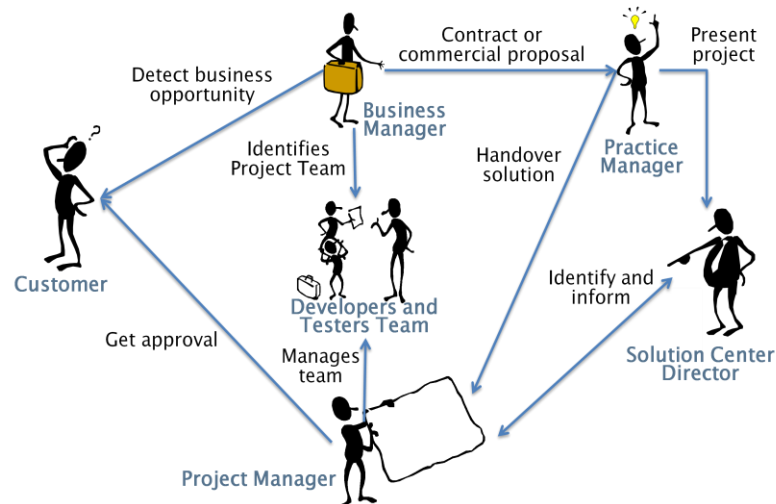 Contract or
commercial proposal
Present
project
Detect business
opportunity
Business
Manager
Identifies
Project Team
Handover
solution
Practice
Manager
?
Customer
Developers and
Testers Team
Identify and
inform
Get approval
Manages
team
Solution Center
Director
Project Manager